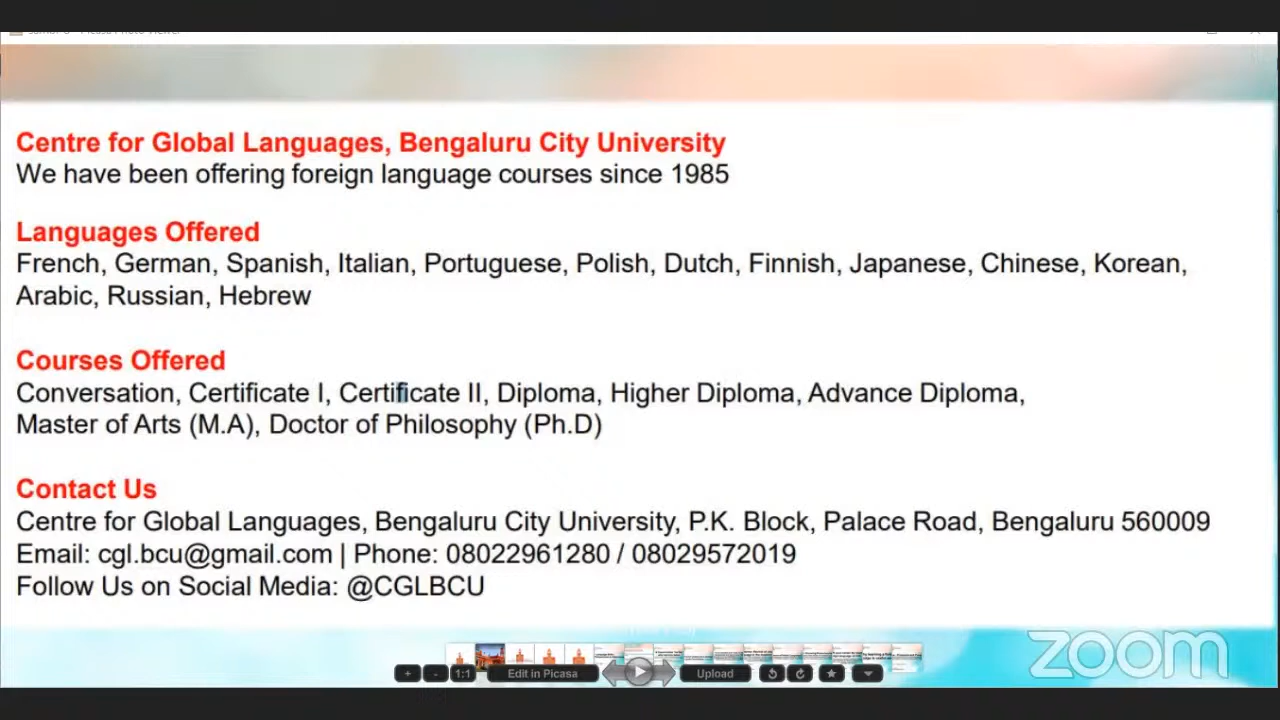 Centre for Global Languages, Bengaluru City University
We have been offering foreign language courses since 1985
Languages Offered
French, German, Spanish, Italian, Portuguese, Polish, Dutch, Finnish, Japanese, Chinese, Korean,
Arabic, Russian, Hebrew
Courses Offered
Conversation, Certificate I, Certificate II, Diploma, Higher Diploma, Advance Diploma,
Master of Arts (M.A), Doctor of Philosophy (Ph.D)
Contact Us
Centre for Global Languages, Bengaluru City University, P.K. Block, Palace Road, Bengaluru 560009
Email: cgl.bcu@gmail.com | Phone: 08022961280 / 08029572019
Follow Us on Social Media: @CGLBCU
zoom
+ - 1:1 Edit in Picasa Upload